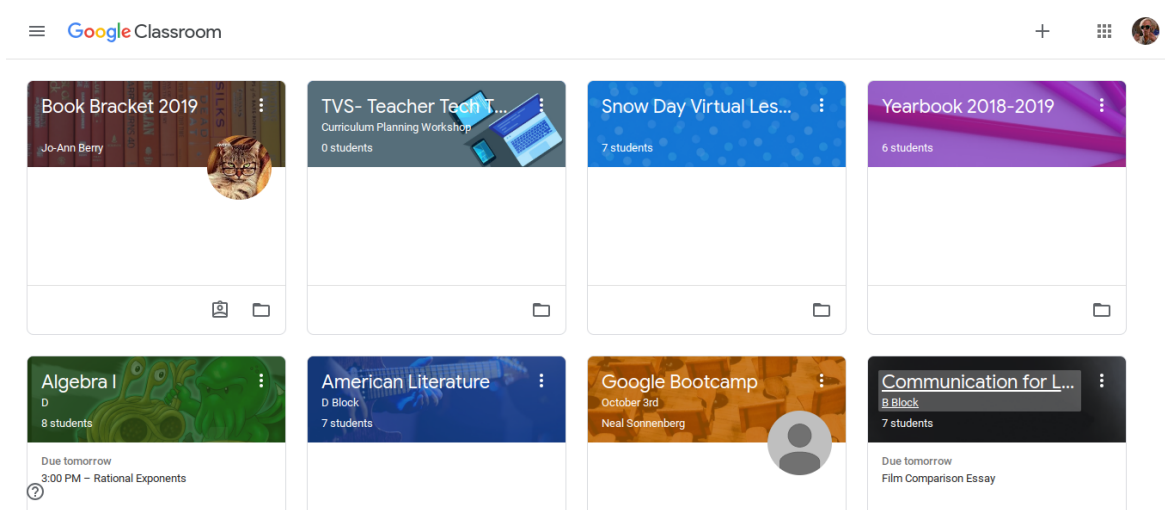 Google Classroom
Book Bracket 2019
Jo-Ann Berry
TVS- Teacher Tech T...
Curriculum Planning Workshop
0 students
Snow Day Virtual Les...
7 students
Yearbook 2018-2019
6 students
Algebra I
D
8 students
Due tomorrow
3:00 PM – Rational Exponents
American Literature
D Block
7 students
Google Bootcamp
October 3rd
Neal Sonnenberg
Communication for L...
B Block
7 students
Due tomorrow
Film Comparison Essay